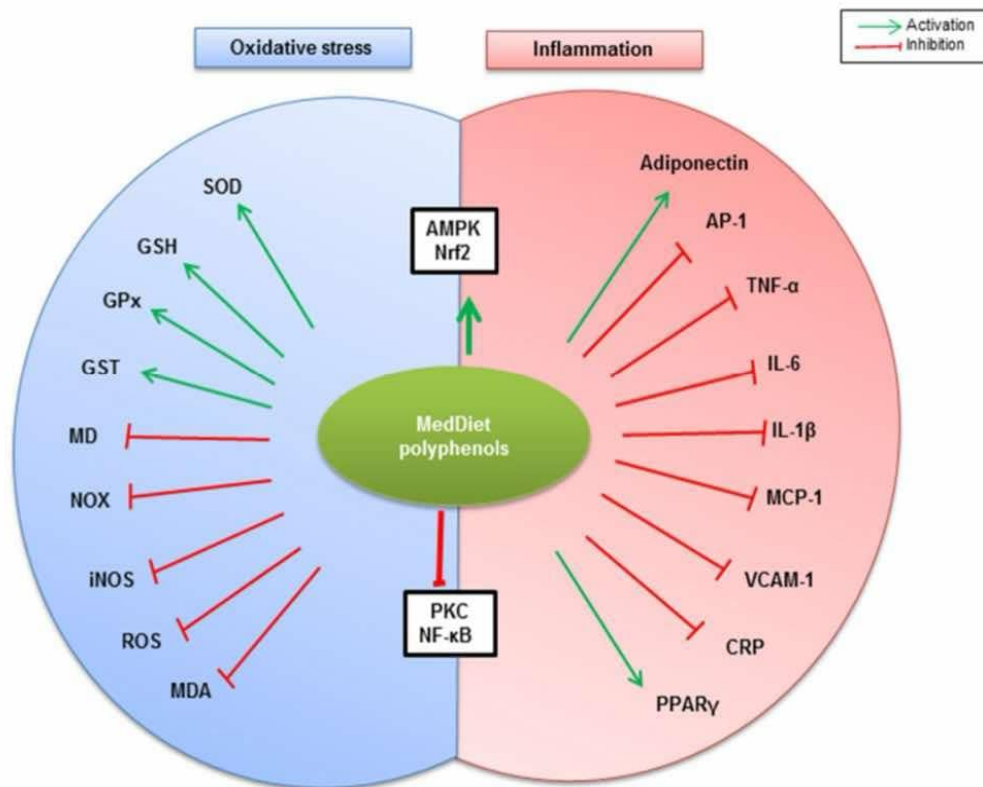 Oxidative stress
Inflammation
Activation
Inhibition
SOD
GSH
GPx
GST
MD
NOX
iNOS
ROS
MDA
AMPK
Nrf2
MedDiet
polyphenols
PKC
NF-κB
Adiponectin
AP-1
TNF-α
IL-6
IL-1β
MCP-1
VCAM-1
CRP
PPARγ